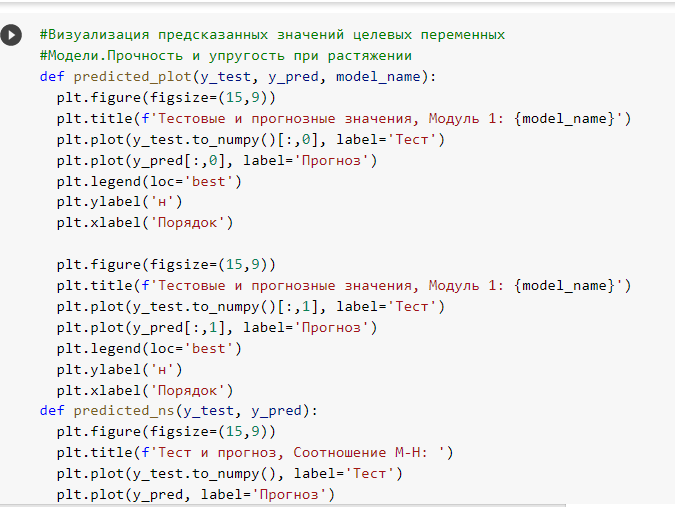 #Визуализация предсказанных значений целевых переменных
#Модели.Прочность и упругость при растяжении
def predicted_plot(y_test, y_pred, model_name):
  plt.figure(figsize=(15,9))
  plt.title(f'Тестовые и прогнозные значения, Модуль 1: {model_name}')
  plt.plot(y_test.to_numpy()[:,0], label='Тест')
  plt.plot(y_pred[:,0], label='Прогноз')
  plt.legend(loc='best')
  plt.ylabel('н')
  plt.xlabel('Порядок')

  plt.figure(figsize=(15,9))
  plt.title(f'Тестовые и прогнозные значения, Модуль 1: {model_name}')
  plt.plot(y_test.to_numpy()[:,1], label='Тест')
  plt.plot(y_pred[:,1], label='Прогноз')
  plt.legend(loc='best')
  plt.ylabel('н')
  plt.xlabel('Порядок')
def predicted_ns(y_test, y_pred):
  plt.figure(figsize=(15,9))
  plt.title(f'Тест и прогноз, Соотношение М-Н: ')
  plt.plot(y_test.to_numpy(), label='Тест')
  plt.plot(y_pred, label='Прогноз')